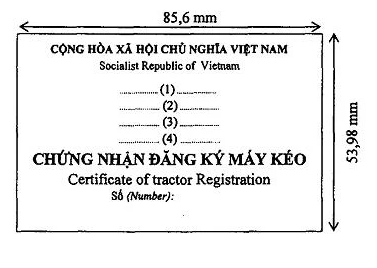 85,6 mm
CỘNG HÒA XÃ HỘI CHỦ NGHĨA VIỆT NAM
Socialist Republic of Vietnam
............ (1) ............
............ (2) ............
............ (3) ............
............ (4) ............
CHỨNG NHẬN ĐĂNG KÝ MÁY KÉO
Certificate of tractor Registration
Số (Number):
53,98 mm